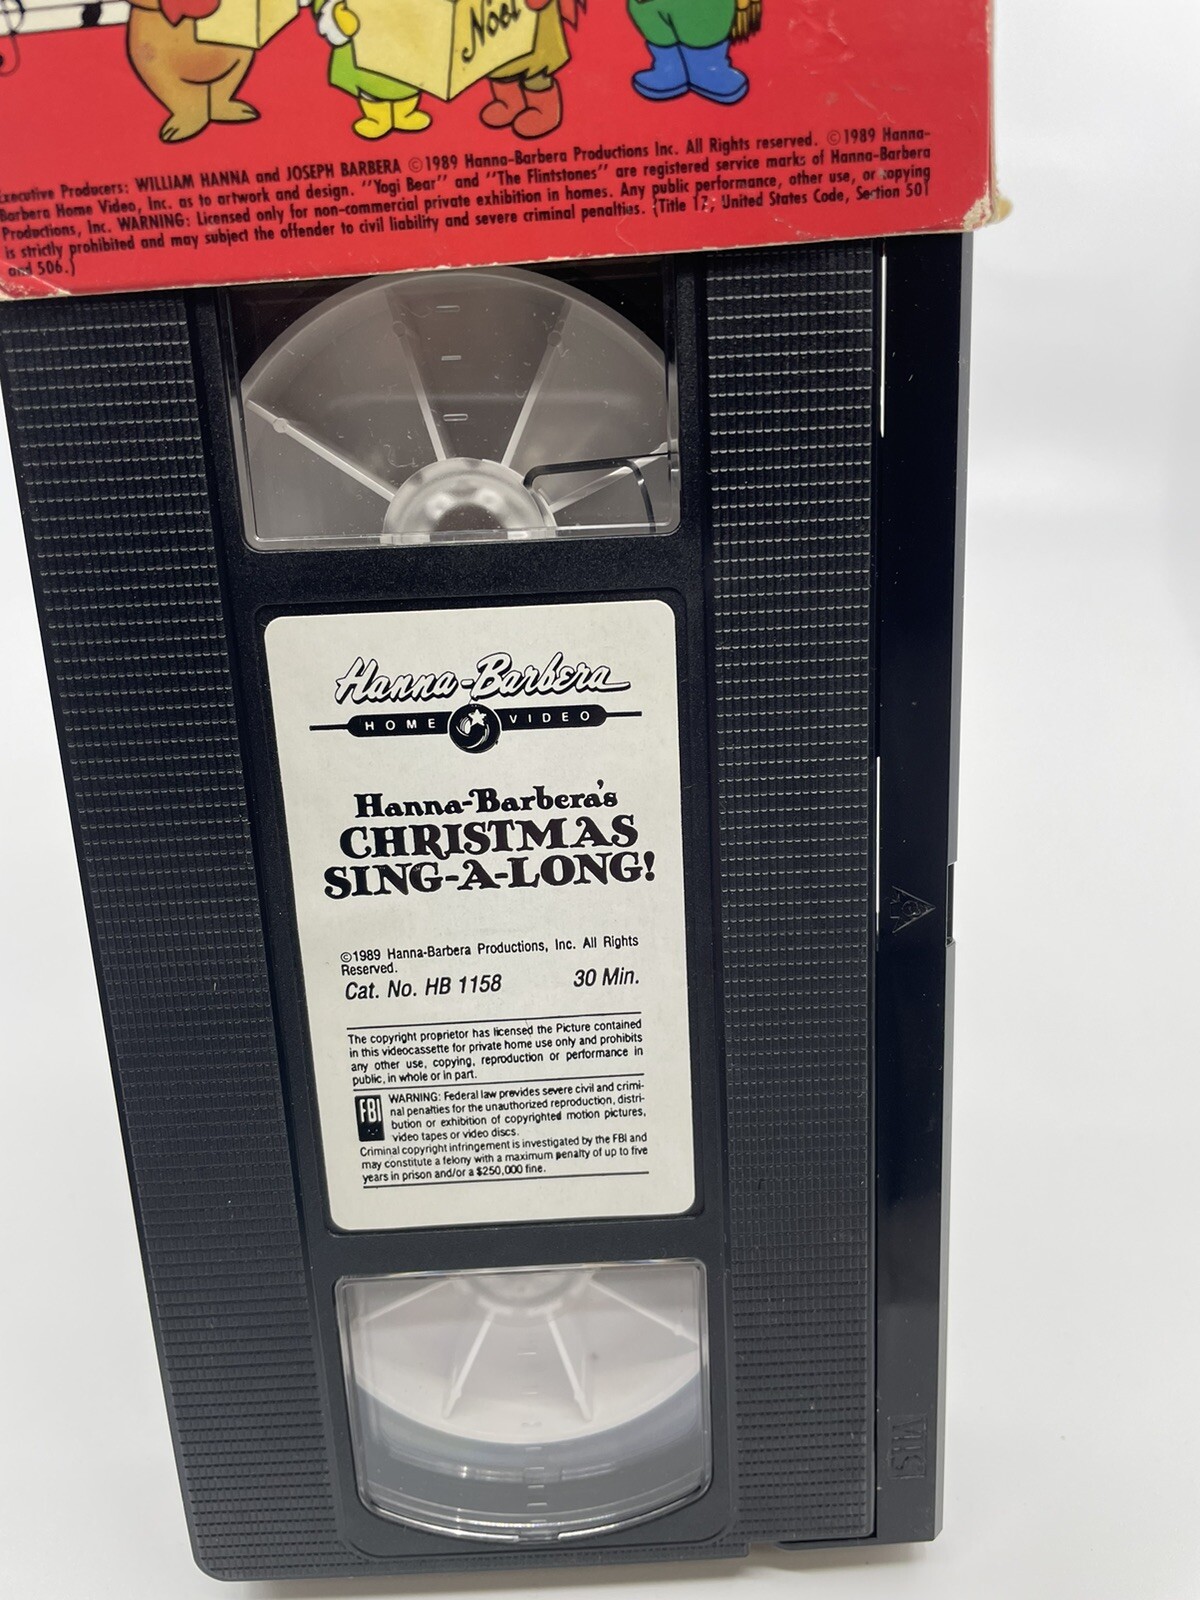 Noel
Executive Producers: WILLIAM HANNA and JOSEPH BARBERA ©1989 Hanna-Barbera Productions Inc. All Rights reserved. ©1989 Hanna-
Barbera Home Video, Inc. as to artwork and design. "Yogi Bear" and "The Flintstones" are registered service marks of Hanna-Barbera
Productions, Inc. WARNING: Licensed only for non-commercial private exhibition in homes. Any public performance, other use, or copying
is strictly prohibited and may subject the offender to civil liability and severe criminal penalties. (Title 17, United States Code, Section 501
and 506.)
Hanna-Barbera
HOME VIDEO
Hanna-Barbera's
CHRISTMAS
SING-A-LONG!
©1989 Hanna-Barbera Productions, Inc. All Rights
Reserved.
Cat. No. HB 1158 30 Min.
The copyright proprietor has licensed the Picture contained
in this videocassette for private home use only and prohibits
any other use, copying, reproduction or performance in
public, in whole or in part.
FBI
WARNING: Federal law provides severe civil and crimi-
nal penalties for the unauthorized reproduction, distri-
bution or exhibition of copyrighted motion pictures,
video tapes or video discs.
Criminal copyright infringement is investigated by the FBI and
may constitute a felony with a maximum penalty of up to five
years in prison and/or a $250,000 fine.